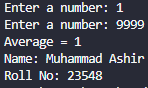 Enter a number: 1
Enter a number: 9999
Average = 1
Name: Muhammad Ashir
Roll No: 23548